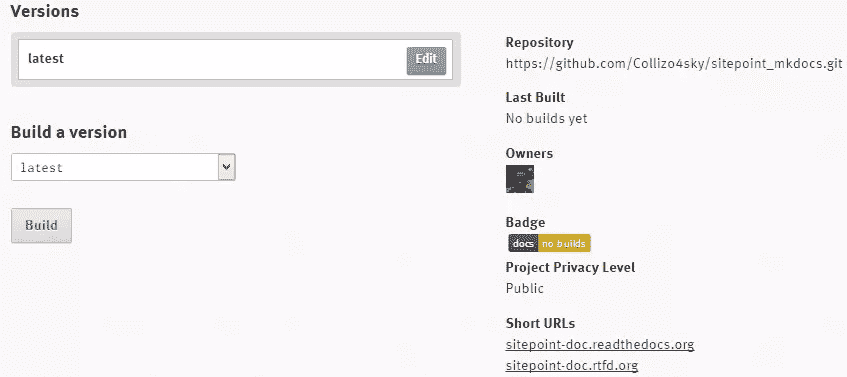 Versions
latest
Edit
Build a version
latest
Build
Repository
https://github.com/Collizo4sky/sitepoint_mkdocs.git
Last Built
No builds yet
Owners
Badge
docs no builds
Project Privacy Level
Public
Short URLs
sitepoint-doc.readthedocs.org
sitepoint-doc.rtfd.org